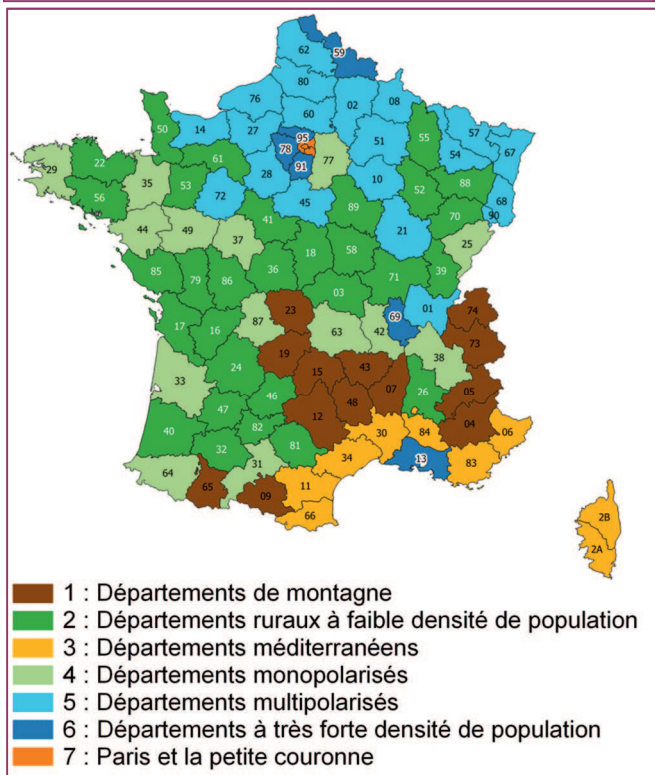 62 59
80
76 02 08
60
50 14 27 95 51 55 57 67
78 77 54
61 91
29 22 35 53 28 10 88 68
56 72 45 52
41 89 70 90
44 49 37 21 25
18 58
36 39
85 79 86 71
03
23 69 01 74
17 16 87 63 42
73
19 38
24 15 43
33 07 05
46 26
47 48
12 04
40 82 30 84 06
32 81
34 13 83
64 31
65 09 11
66 2B
2A
1 : Départements de montagne
2 : Départements ruraux à faible densité de population
3 : Départements méditerranéens
4 : Départements monopolarisés
5 : Départements multipolarisés
6 : Départements à très forte densité de population
7 : Paris et la petite couronne